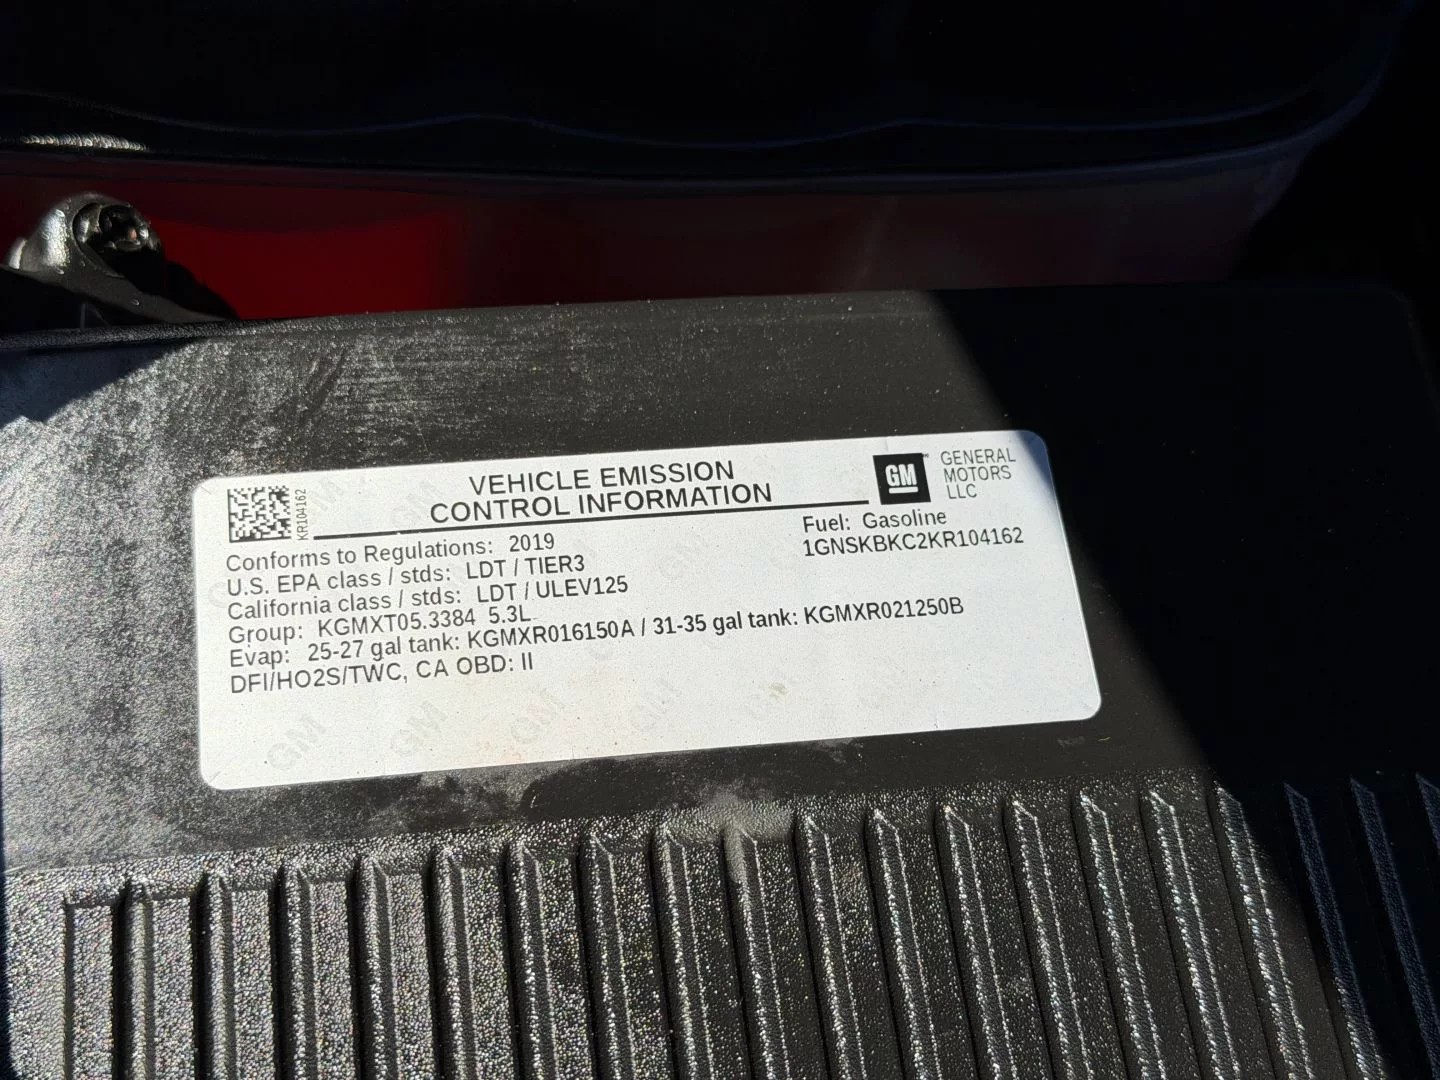 VEHICLE EMISSION
CONTROL INFORMATION
KR104162
GM
GENERAL
MOTORS
LLC
Conforms to Regulations: 2019
U.S. EPA class / stds: LDT / TIER3
California class / stds: LDT / ULEV125
Group: KGMXT05.3384 5.3L
Evap: 25-27 gal tank: KGMXR016150A / 31-35 gal tank: KGMXR021250B
DFI/HO2S/TWC, CA OBD: II
Fuel: Gasoline
1GNSKBKC2KR104162